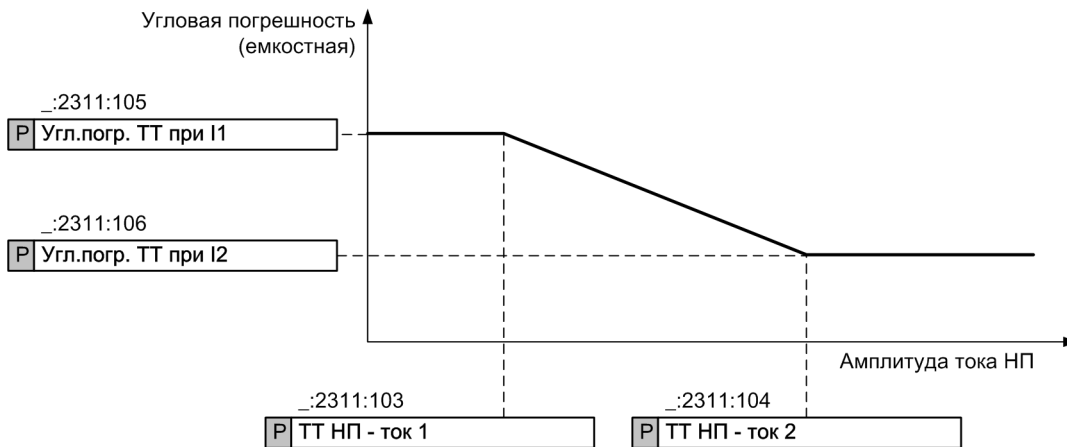 Угловая погрешность
(емкостная)
_:2311:105
P Угл.погр. ТТ при I1
_:2311:106
P Угл.погр. ТТ при I2
Амплитуда тока НП
_:2311:103
P ТТ НП - ток 1
_:2311:104
P ТТ НП - ток 2